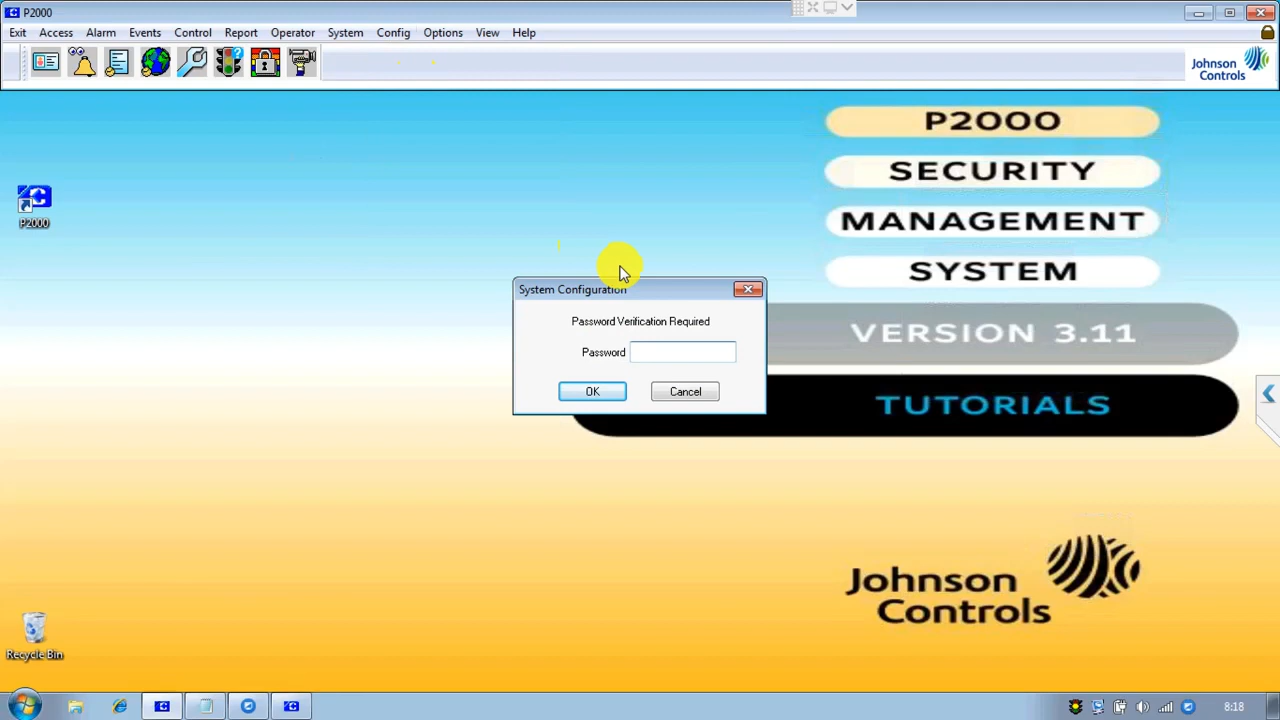 P2000
Exit Access Alarm Events Control Report Operator System Config Options View Help
Johnson
Controls
P2000
SECURITY
MANAGEMENT
SYSTEM
VERSION 3.11
TUTORIALS
P2000
System Configuration
Password Verification Required
Password
OK Cancel
Johnson
Controls
Recycle Bin
8:18